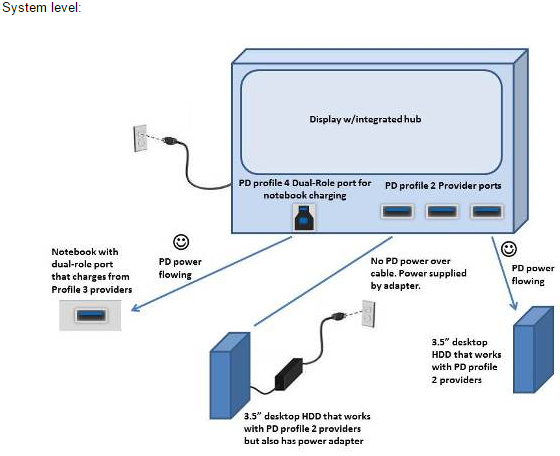 System level:
Display w/integrated hub
PD profile 4 Dual-Role port for
notebook charging
PD profile 2 Provider ports
Notebook with
dual-role port
that charges from
Profile 3 providers
PD power
flowing
No PD power over
cable. Power supplied
by adapter.
PD power
flowing
3.5” desktop
HDD that works
with PD profile
2 providers
3.5” desktop HDD that works
with PD profile 2 providers
but also has power adapter